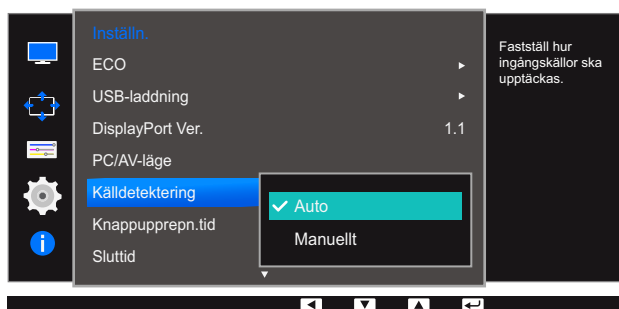 Inställn.
ECO
USB-laddning
DisplayPort Ver. 1.1
PC/AV-läge
Källdetektering
Knappupprepn.tid
Sluttid
Auto
Manuellt
Fastställ hur
ingångskällor ska
upptäckas.